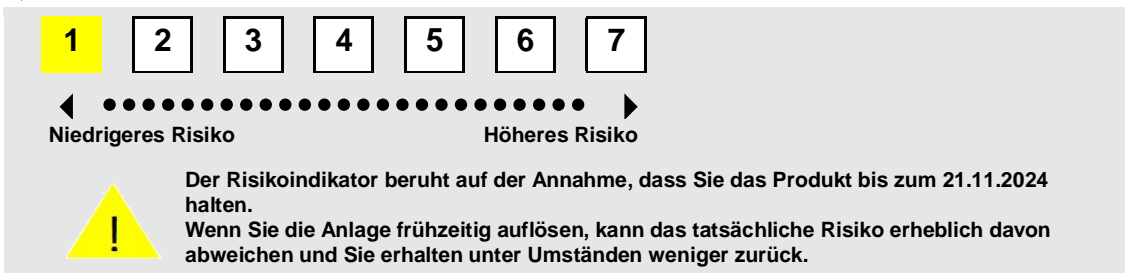 1 2 3 4 5 6 7
Niedrigeres Risiko Höheres Risiko
Der Risikoindikator beruht auf der Annahme, dass Sie das Produkt bis zum 21.11.2024
halten.
! Wenn Sie die Anlage frühzeitig auflösen, kann das tatsächliche Risiko erheblich davon
abweichen und Sie erhalten unter Umständen weniger zurück.